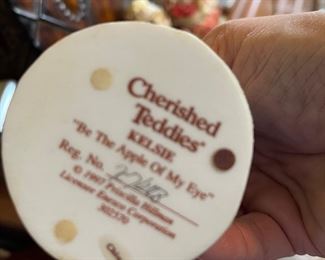 Cherished
Teddies®
KELSIE
"Be The Apple Of My Eye"
Reg. No.
© 1997 Priscilla Hillman
Licensee Enesco Corporation
302570